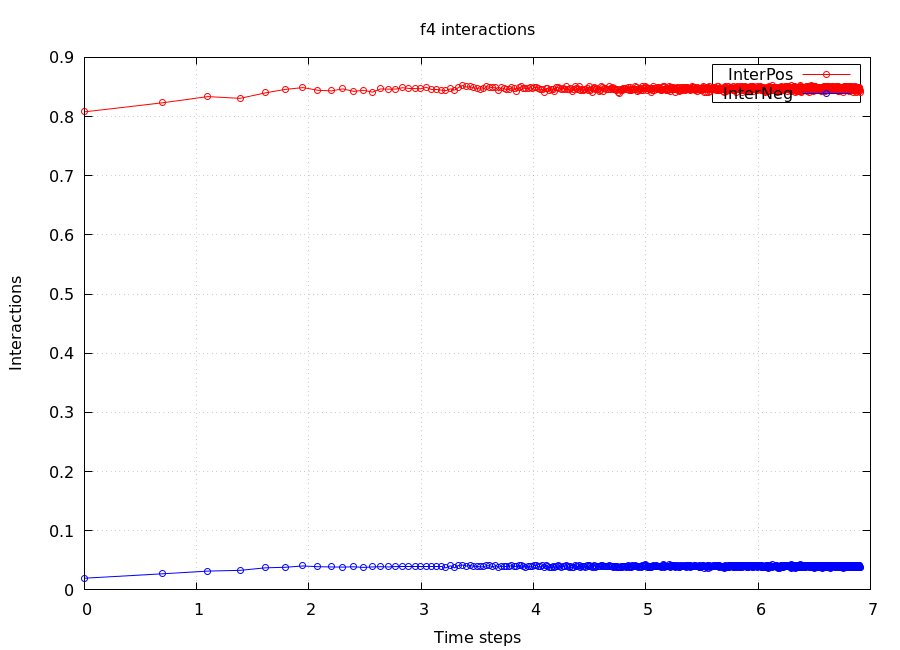 f4 interactions
0.9
0.8
0.7
0.6
0.5
0.4
0.3
0.2
0.1
0
InterPos
InterNeg
Interactions
0 1 2 3 4 5 6 7
Time steps